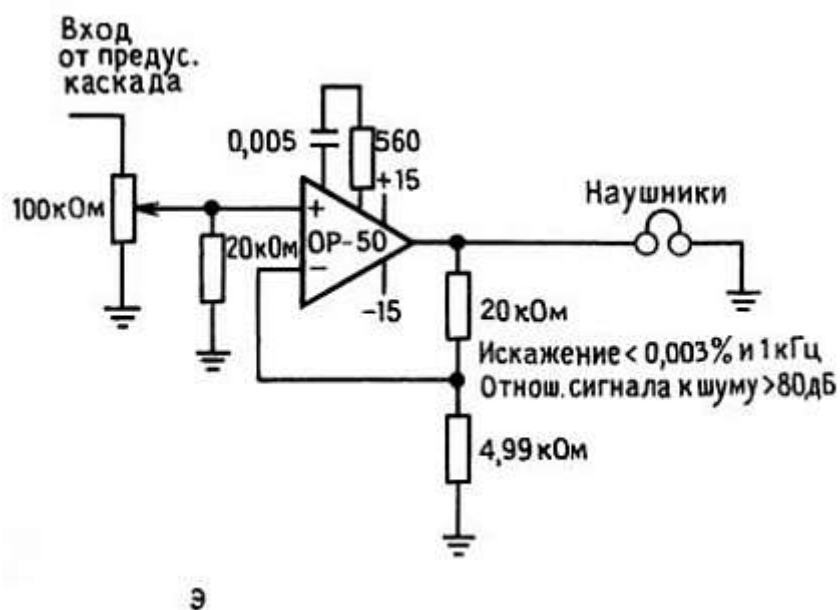 Вход
от предус.
каскада
0,005
560
+15
100кОм
+
20кОм
ОР-50
−
-15
Наушники
20кОм
Искажение < 0,003% и 1кГц
Отнош. сигнала к шуму >80дБ
4,99кОм
э